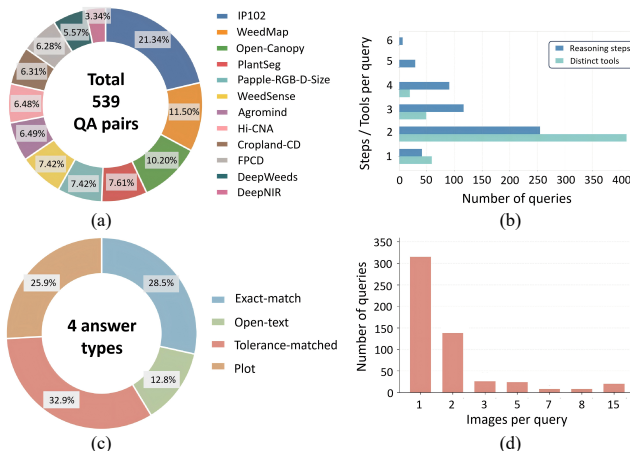 3.34%
5.57%
6.28%
6.31%
6.48%
6.49%
7.42%
7.42%
7.61%
10.20%
11.50%
21.34%
Total
539
QA pairs
IP102
WeedMap
Open-Canopy
PlantSeg
Papple-RGB-D-Size
WeedSense
Agromind
Hi-CNA
Cropland-CD
FPCD
DeepWeeds
DeepNIR
(a)
Steps / Tools per query
6
5
4
3
2
1
Reasoning steps
Distinct tools
0 50 100 150 200 250 300 350 400
Number of queries
(b)
25.9%
28.5%
12.8%
32.9%
4 answer
types
Exact-match
Open-text
Tolerance-matched
Plot
(c)
Number of queries
350
300
250
200
150
100
50
0
1 2 3 5 7 8 15
Images per query
(d)